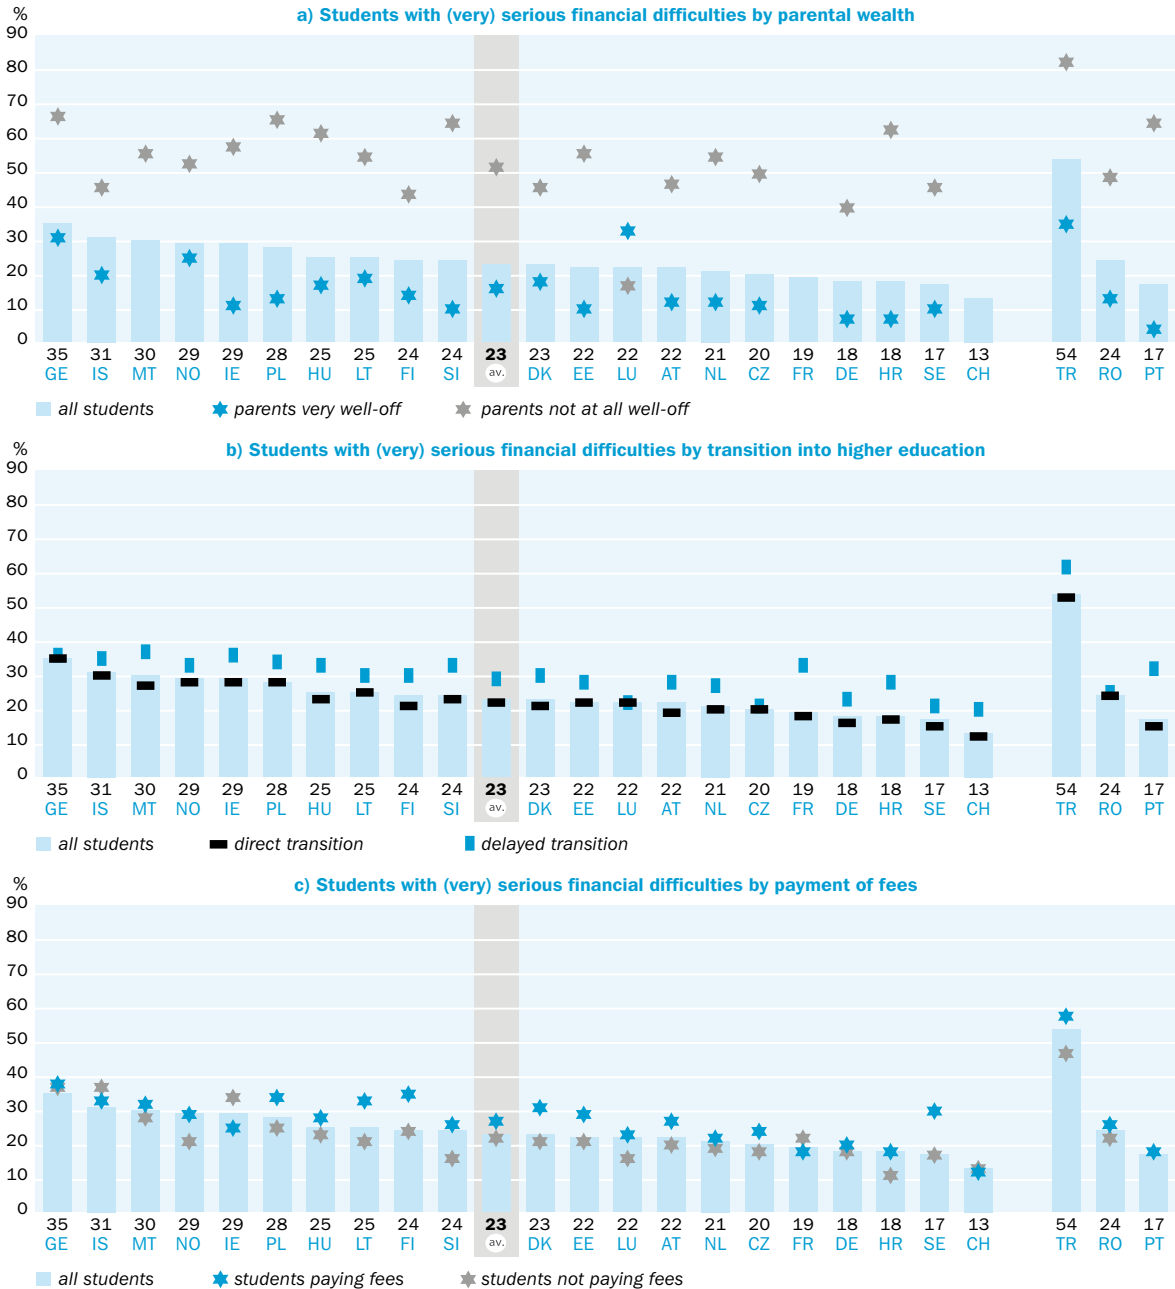 a) Students with (very) serious financial difficulties by parental wealth
%
90
80
70
60
50
40
30
20
10
0
35 31 30 29 29 28 25 25 24 24 23 23 22 22 22 21 20 19 18 18 17 13 54 24 17
GE IS MT NO IE PL HU LT FI SI av. DK EE LU AT NL CZ FR DE HR SE CH TR RO PT
all students parents very well-off parents not at all well-off
b) Students with (very) serious financial difficulties by transition into higher education
%
90
80
70
60
50
40
30
20
10
0
35 31 30 29 29 28 25 25 24 24 23 23 22 22 22 21 20 19 18 18 17 13 54 24 17
GE IS MT NO IE PL HU LT FI SI av. DK EE LU AT NL CZ FR DE HR SE CH TR RO PT
all students direct transition delayed transition
c) Students with (very) serious financial difficulties by payment of fees
%
90
80
70
60
50
40
30
20
10
0
35 31 30 29 29 28 25 25 24 24 23 23 22 22 22 21 20 19 18 18 17 13 54 24 17
GE IS MT NO IE PL HU LT FI SI av. DK EE LU AT NL CZ FR DE HR SE CH TR RO PT
all students students paying fees students not paying fees